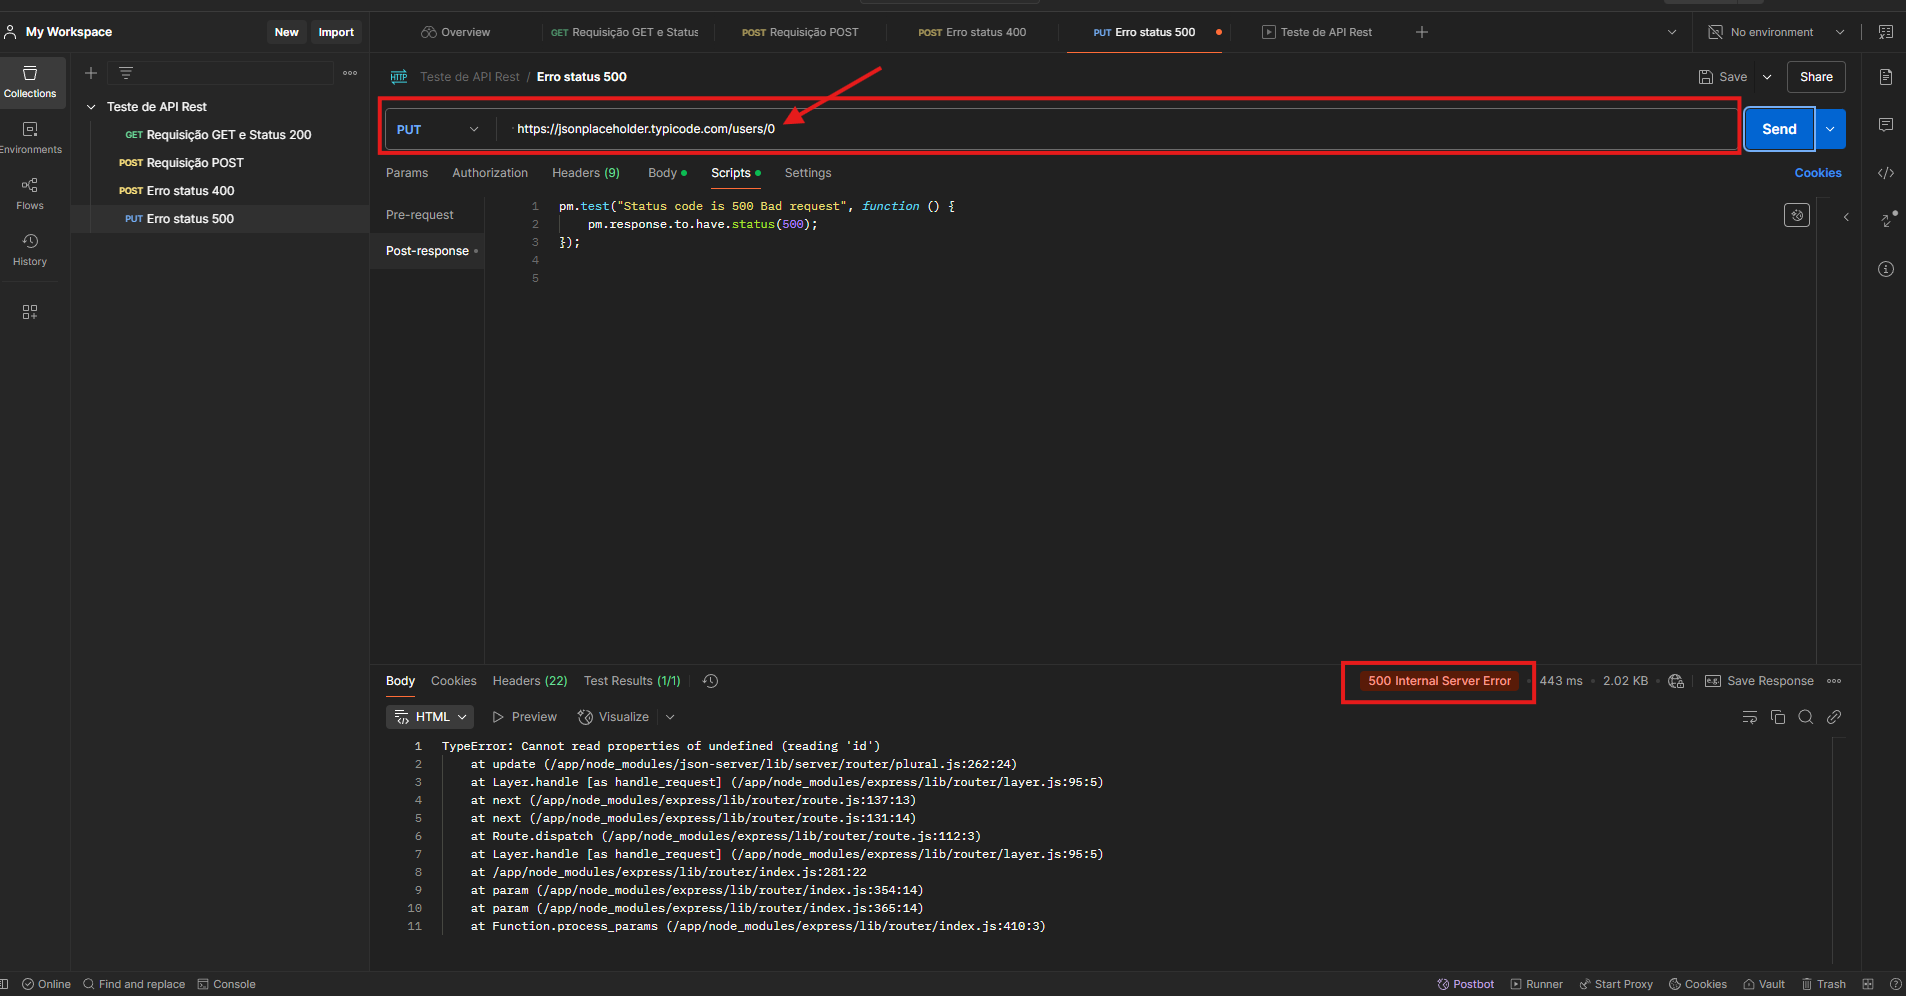 My Workspace
New
Import
Overview
GET Requisição GET e Status
POST Requisição POST
POST Erro status 400
PUT Erro status 500
Teste de API Rest
No environment
Collections
Environments
Flows
History
Teste de API Rest
GET Requisição GET e Status 200
POST Requisição POST
POST Erro status 400
PUT Erro status 500
HTTP
Teste de API Rest / Erro status 500
Save
Share
PUT
https://jsonplaceholder.typicode.com/users/0
Send
Params
Authorization
Headers (9)
Body
Scripts
Settings
Cookies
Pre-request
Post-response
1 pm.test("Status code is 500 Bad request", function () {
2 pm.response.to.have.status(500);
3 });
4
5
Body
Cookies
Headers (22)
Test Results (1/1)
500 Internal Server Error
443 ms
2.02 KB
e.g.
Save Response
HTML
Preview
Visualize
1 TypeError: Cannot read properties of undefined (reading 'id')
2 at update (/app/node_modules/json-server/lib/server/router/plural.js:262:24)
3 at Layer.handle [as handle_request] (/app/node_modules/express/lib/router/layer.js:95:5)
4 at next (/app/node_modules/express/lib/router/route.js:137:13)
5 at next (/app/node_modules/express/lib/router/route.js:131:14)
6 at Route.dispatch (/app/node_modules/express/lib/router/route.js:112:3)
7 at Layer.handle [as handle_request] (/app/node_modules/express/lib/router/layer.js:95:5)
8 at /app/node_modules/express/lib/router/index.js:281:22
9 at param (/app/node_modules/express/lib/router/index.js:354:14)
10 at param (/app/node_modules/express/lib/router/index.js:365:14)
11 at Function.process_params (/app/node_modules/express/lib/router/index.js:410:3)
Online
Find and replace
Console
Postbot
Runner
Start Proxy
Cookies
Vault
Trash